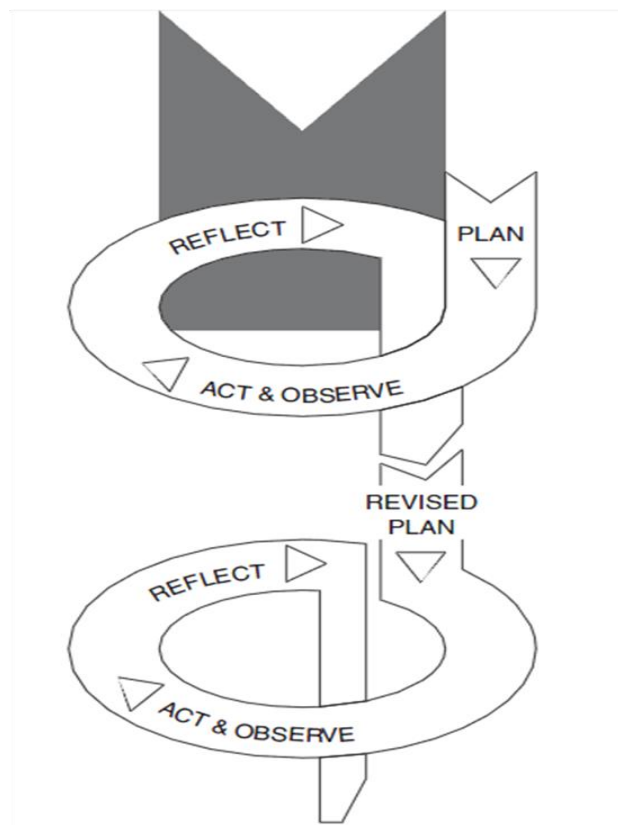 PLAN
ACT & OBSERVE
REFLECT
REVISED
PLAN
ACT & OBSERVE
REFLECT